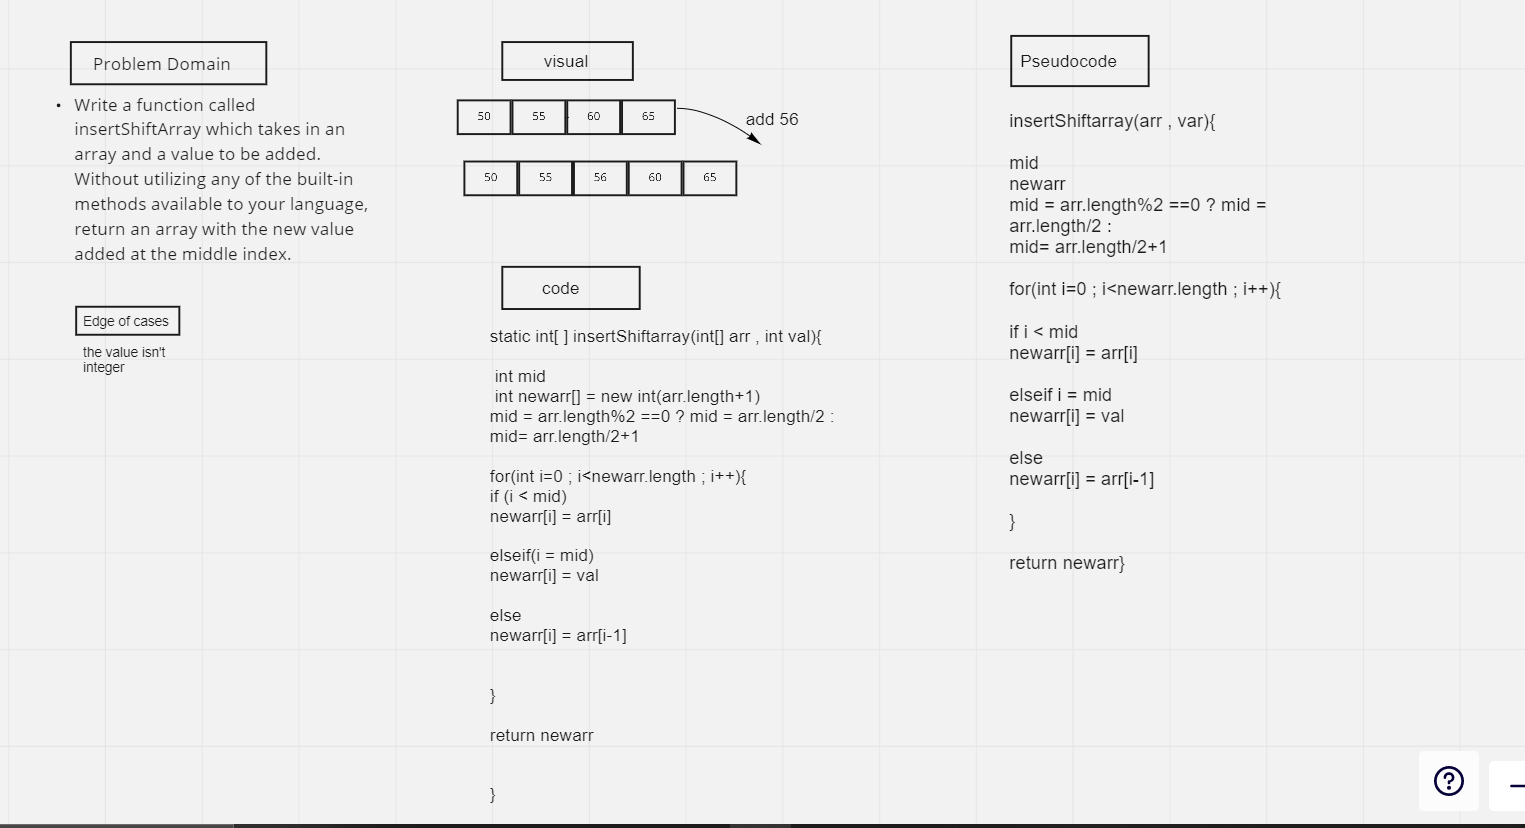 Problem Domain
• Write a function called
insertShiftArray which takes in an
array and a value to be added.
Without utilizing any of the built-in
methods available to your language,
return an array with the new value
added at the middle index.
Edge of cases
the value isn't
integer
visual
50 55 60 65
add 56
50 55 56 60 65
code
static int[ ] insertShiftarray(int[] arr , int val){
int mid
int newarr[] = new int(arr.length+1)
mid = arr.length%2 ==0 ? mid = arr.length/2 :
mid= arr.length/2+1
for(int i=0 ; i<newarr.length ; i++){
if (i < mid)
newarr[i] = arr[i]
elseif(i = mid)
newarr[i] = val
else
newarr[i] = arr[i-1]
}
return newarr
}
Pseudocode
insertShiftarray(arr , var){
mid
newarr
mid = arr.length%2 ==0 ? mid =
arr.length/2 :
mid= arr.length/2+1
for(int i=0 ; i<newarr.length ; i++){
if i < mid
newarr[i] = arr[i]
elseif i = mid
newarr[i] = val
else
newarr[i] = arr[i-1]
}
return newarr}